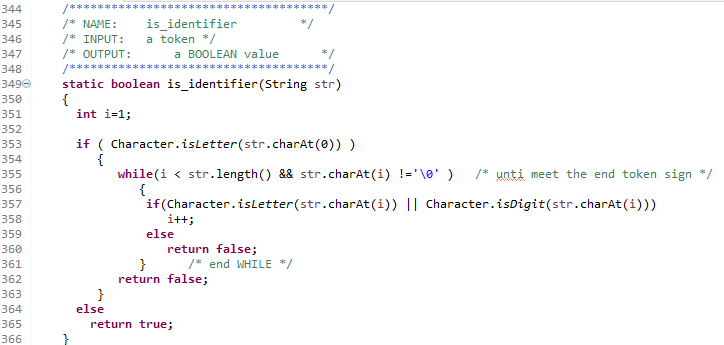 344 /*************************************/
345 /* NAME:    is_identifier         */
346 /* INPUT:   a token */
347 /* OUTPUT:      a BOOLEAN value      */
348 /*************************************/
349 static boolean is_identifier(String str)
350 {
351   int i=1;
352
353   if ( Character.isLetter(str.charAt(0)) )
354      {
355         while(i < str.length() && str.charAt(i) !='\0' )   /* unti meet the end token sign */
356            {
357             if(Character.isLetter(str.charAt(i)) || Character.isDigit(str.charAt(i)))
358                i++;
359             else
360                return false;
361            }      /* end WHILE */
362         return false;
363      }
364   else
365     return true;
366 }